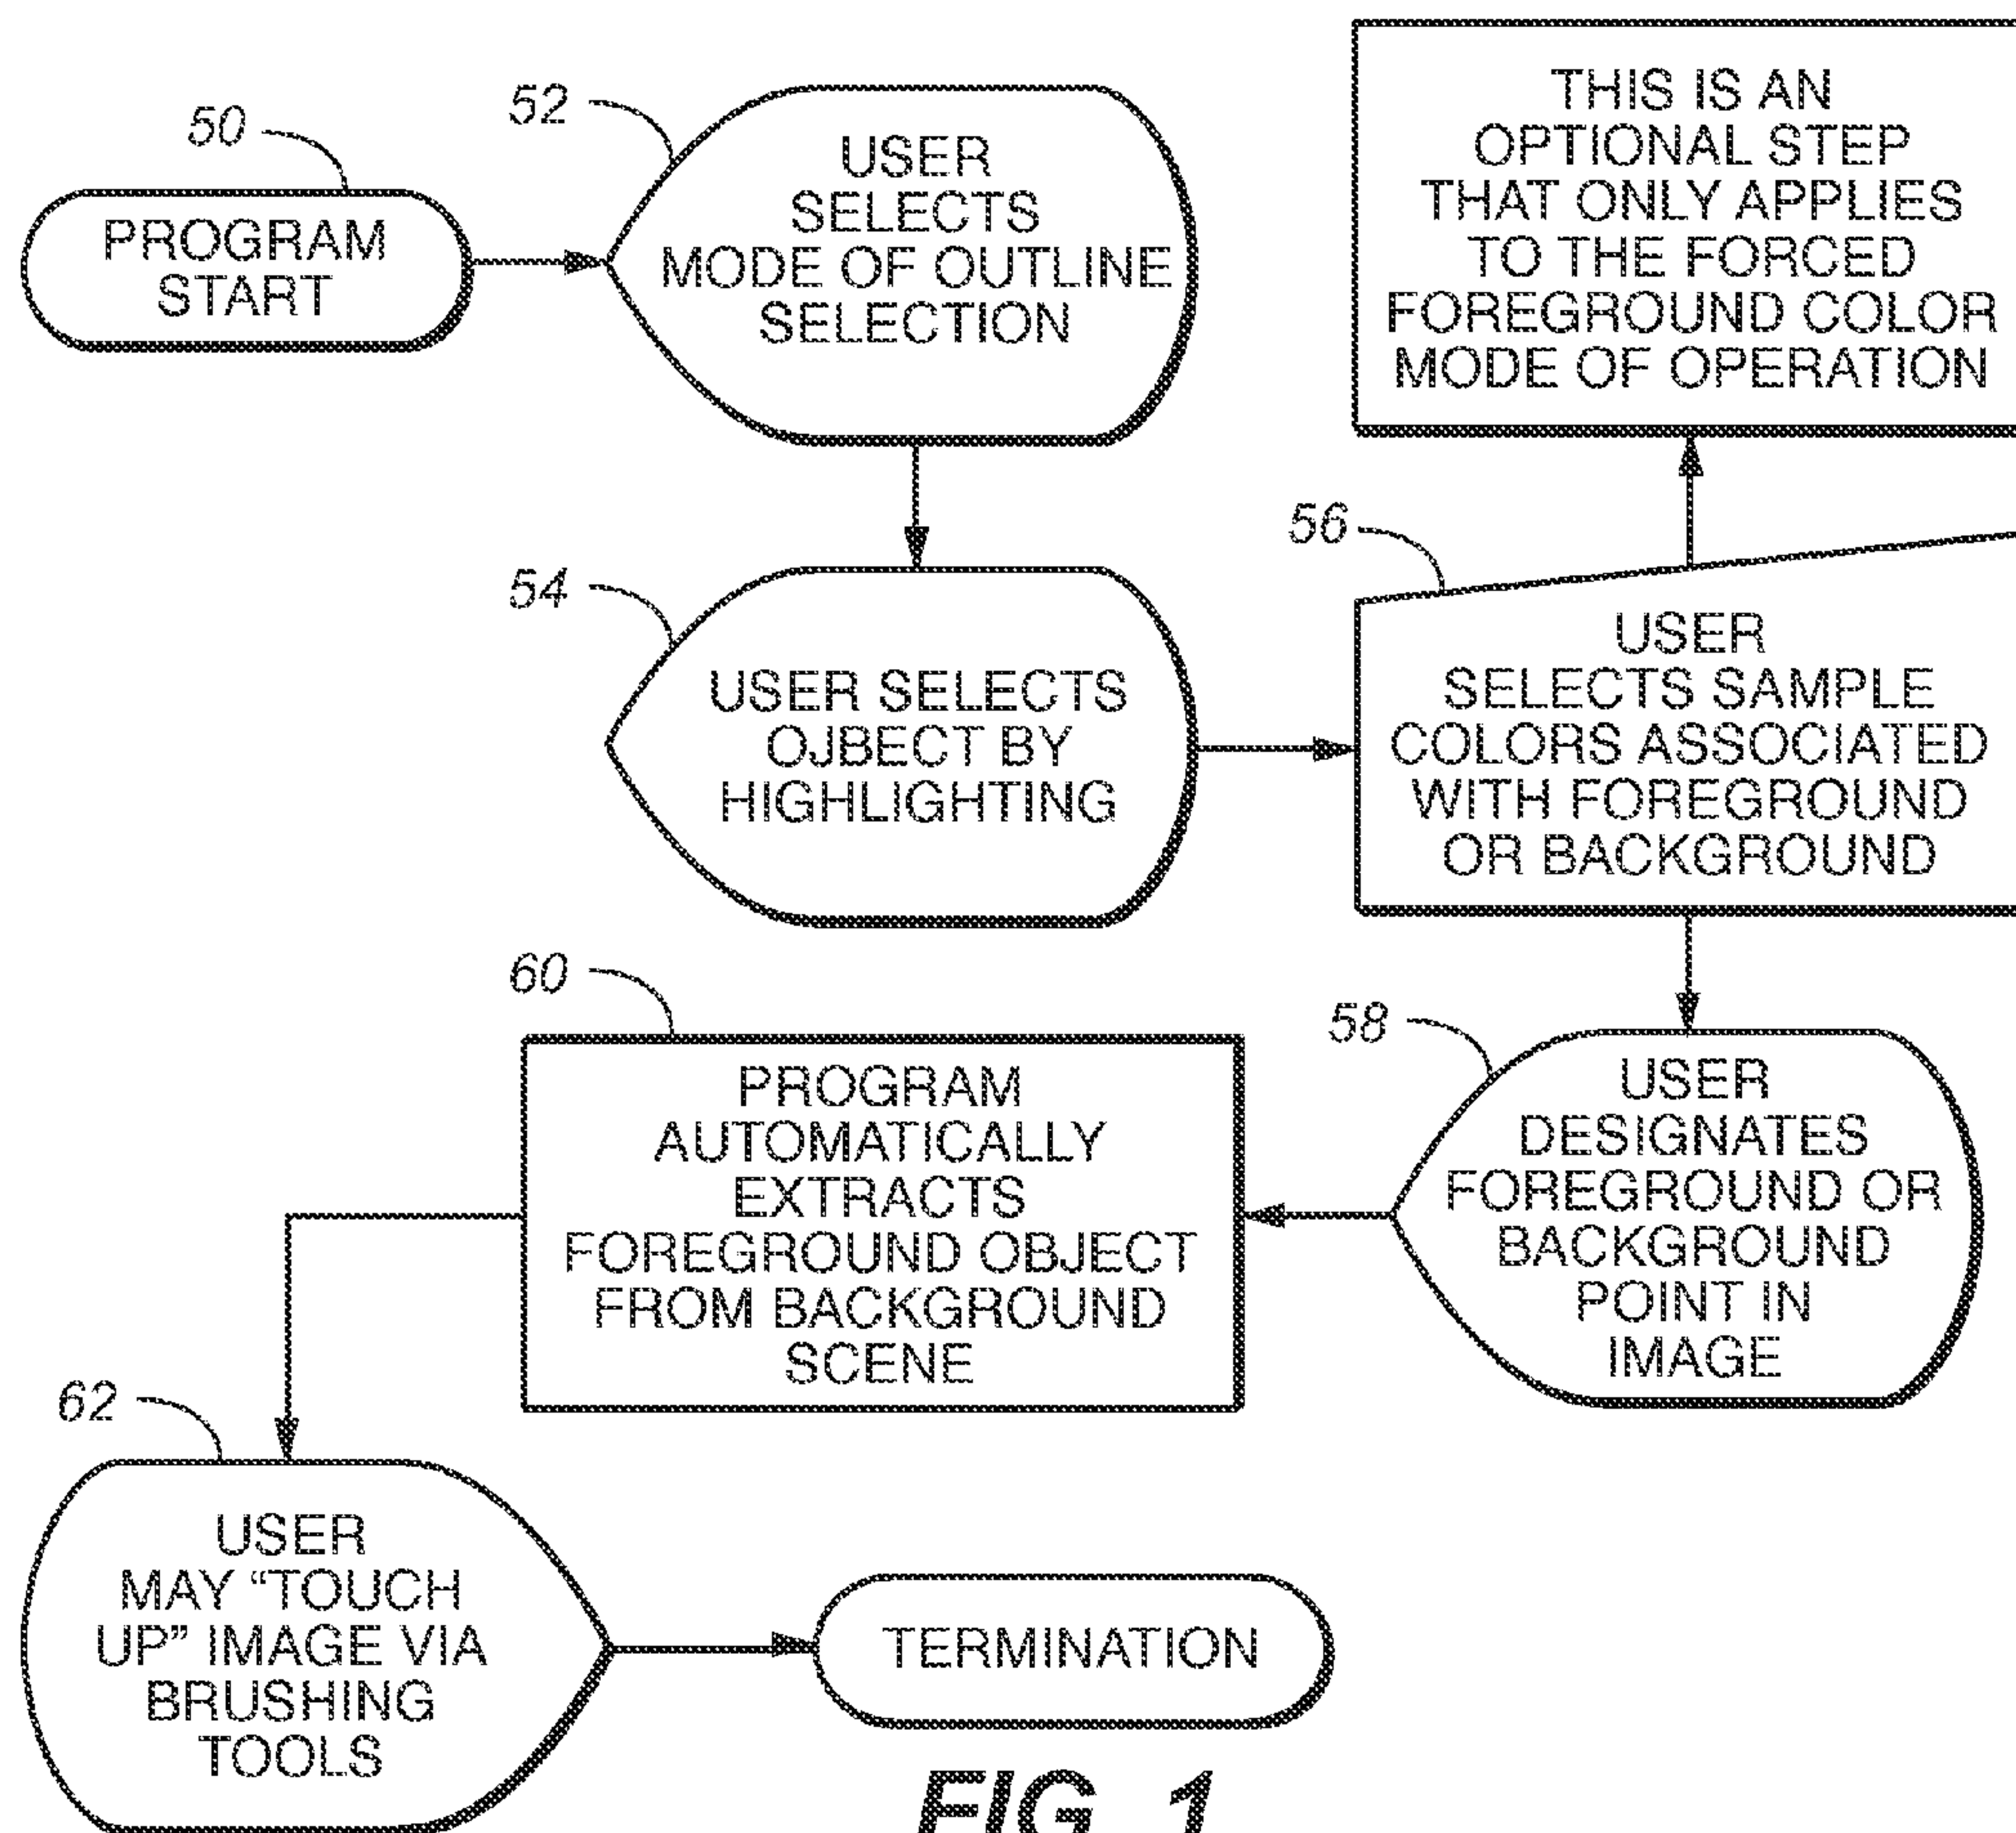 50
PROGRAM
START
52
USER
SELECTS
MODE OF OUTLINE
SELECTION
THIS IS AN
OPTIONAL STEP
THAT ONLY APPLIES
TO THE FORCED
FOREGROUND COLOR
MODE OF OPERATION
54
USER SELECTS
OJBECT BY
HIGHLIGHTING
56
USER
SELECTS SAMPLE
COLORS ASSOCIATED
WITH FOREGROUND
OR BACKGROUND
58
USER
DESIGNATES
FOREGROUND OR
BACKGROUND
POINT IN
IMAGE
60
PROGRAM
AUTOMATICALLY
EXTRACTS
FOREGROUND OBJECT
FROM BACKGROUND
SCENE
62
USER
MAY “TOUCH
UP” IMAGE VIA
BRUSHING
TOOLS
TERMINATION
FIG. 1